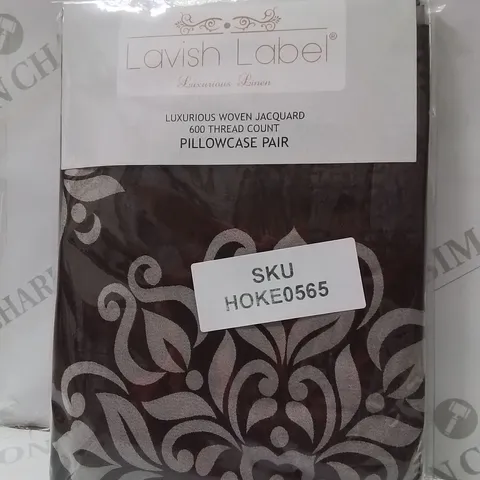 Lavish Label®
Luxurious Linen
LUXURIOUS WOVEN JACQUARD
600 THREAD COUNT
PILLOWCASE PAIR
SKU
HOKE0565